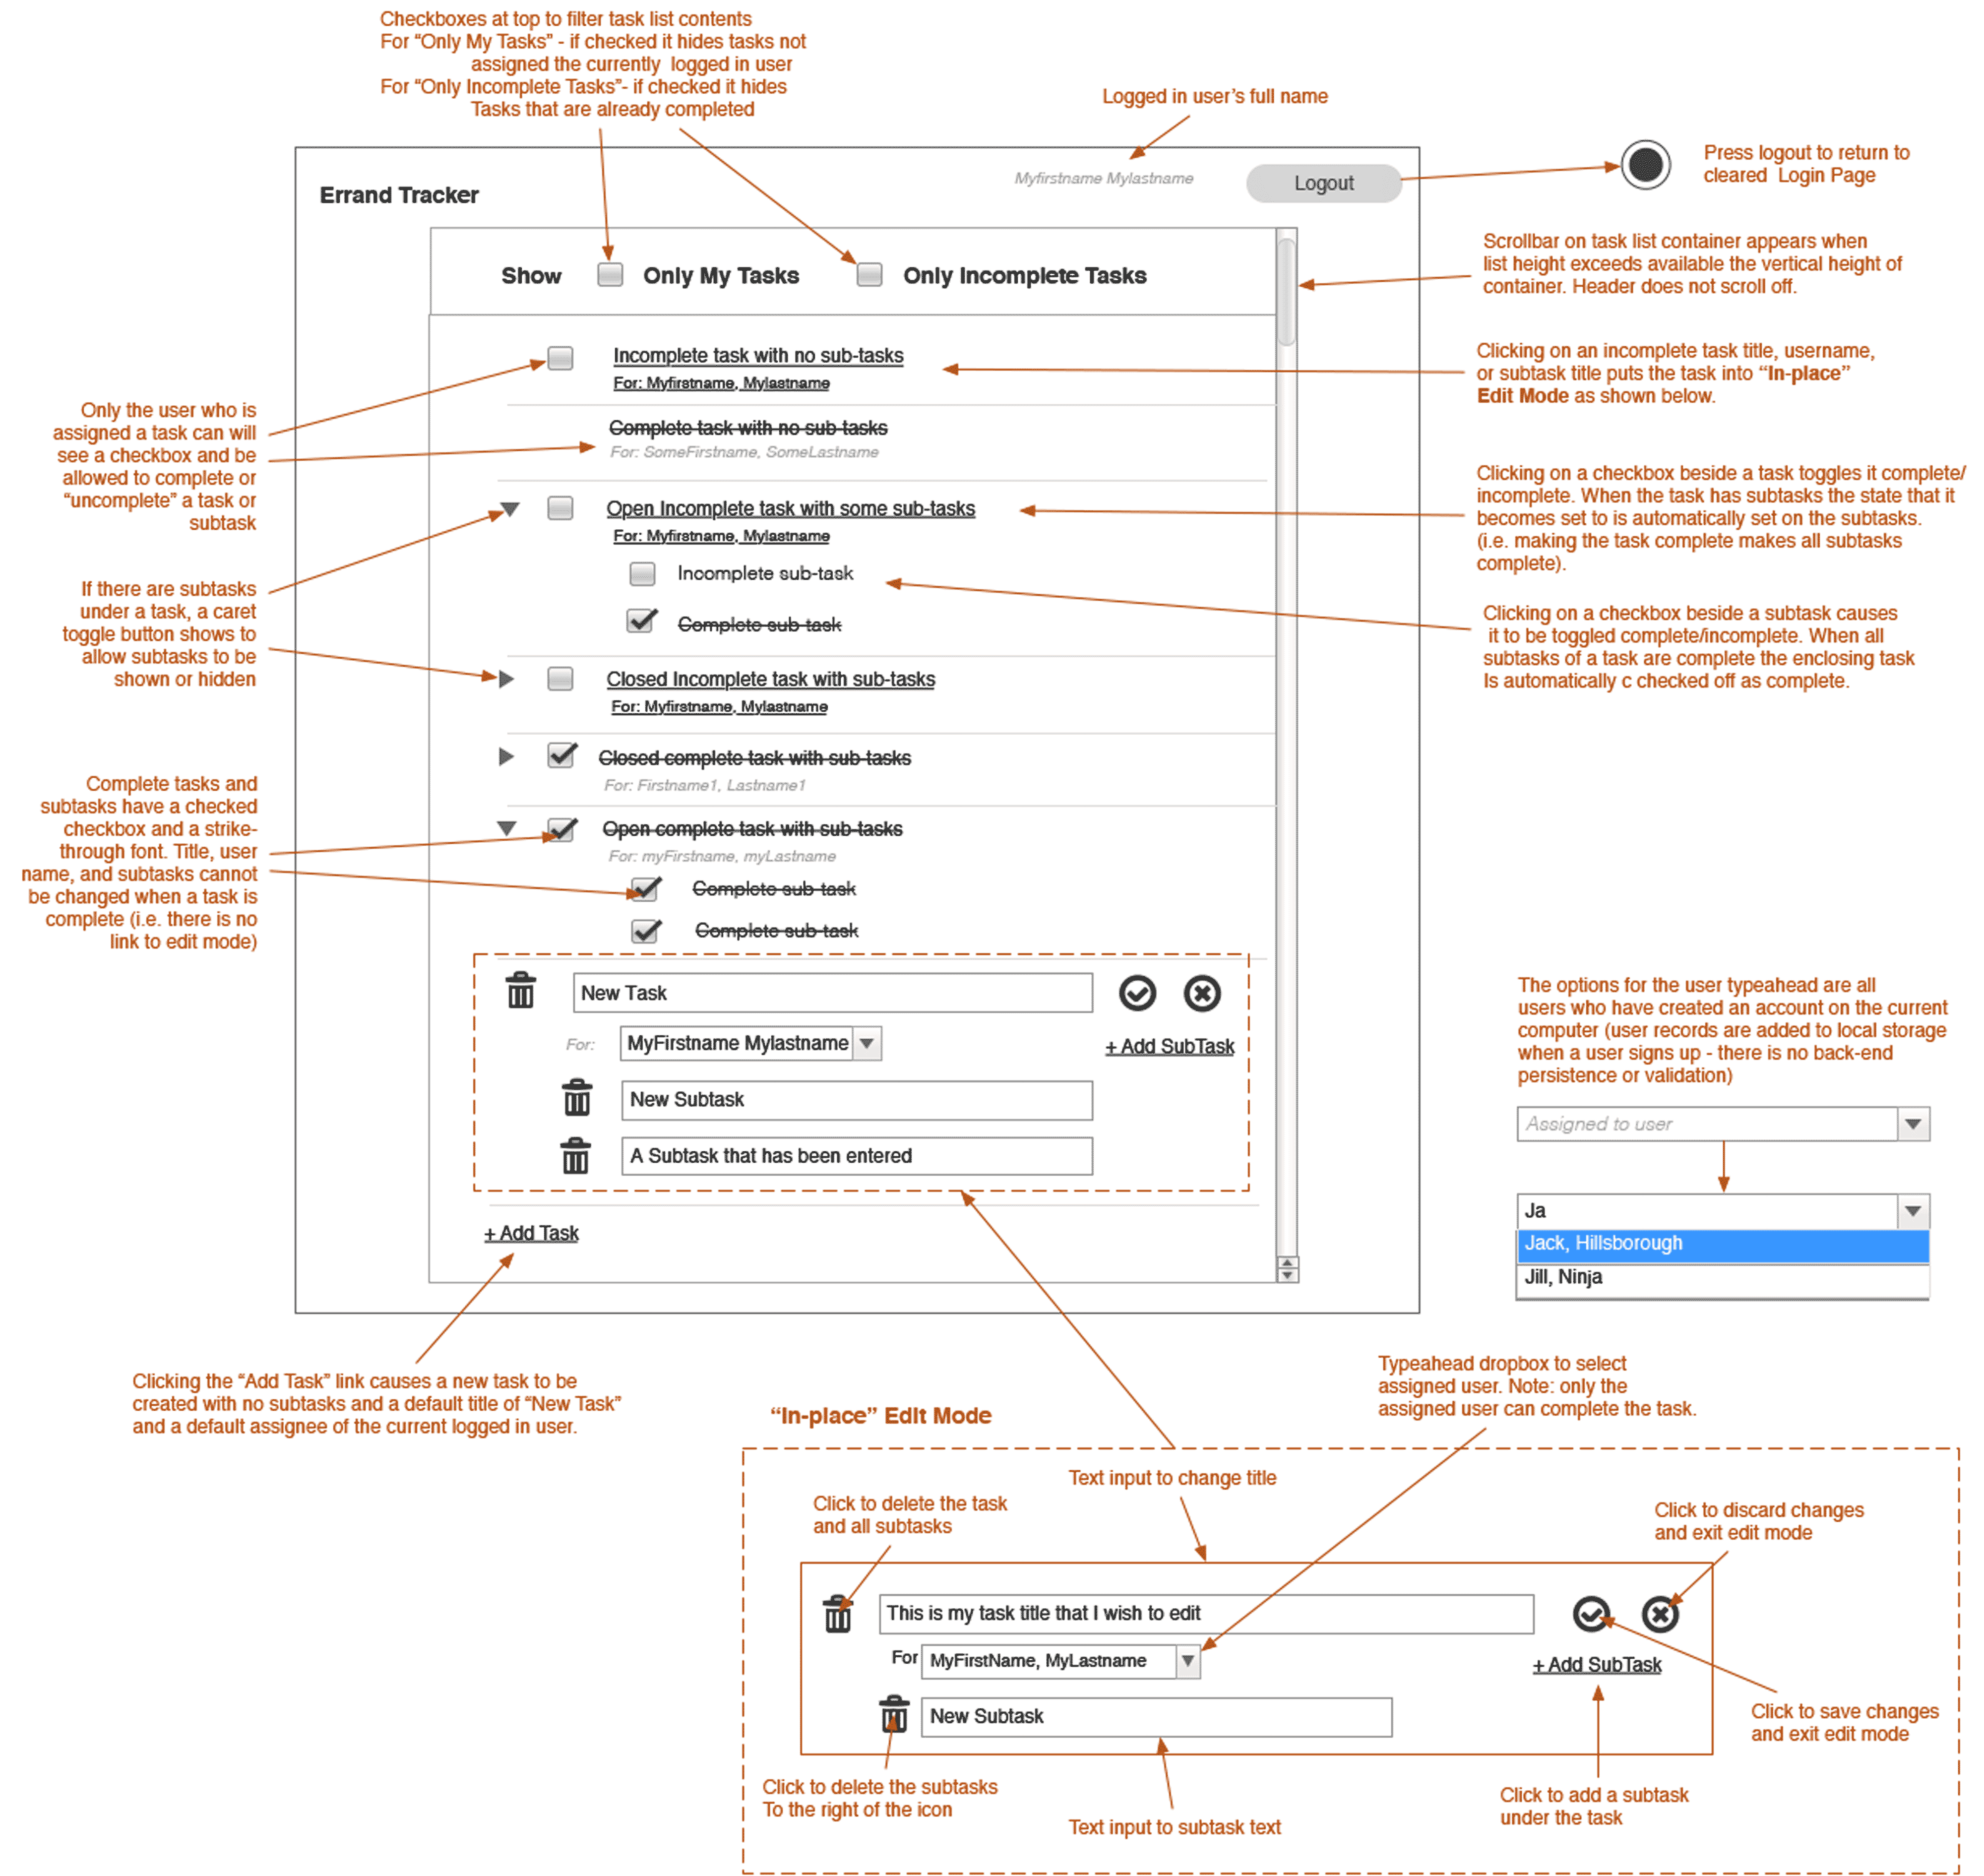 Checkboxes at top to filter task list contents
For “Only My Tasks” - if checked it hides tasks not
assigned the currently logged in user
For “Only Incomplete Tasks”- if checked it hides
Tasks that are already completed
Logged in user’s full name
Press logout to return to
cleared Login Page
Errand Tracker
Myfirstname Mylastname
Logout
Show
Only My Tasks
Only Incomplete Tasks
Scrollbar on task list container appears when
list height exceeds available the vertical height of
container. Header does not scroll off.
Incomplete task with no sub-tasks
For: Myfirstname, Mylastname
Clicking on an incomplete task title, username,
or subtask title puts the task into “In-place”
Edit Mode as shown below.
Only the user who is
assigned a task can will
see a checkbox and be
allowed to complete or
“uncomplete” a task or
subtask
Complete task with no sub-tasks
For: SomeFirstname, SomeLastname
Clicking on a checkbox beside a task toggles it complete/
incomplete. When the task has subtasks the state that it
becomes set to is automatically set on the subtasks.
(i.e. making the task complete makes all subtasks
complete).
Open Incomplete task with some sub-tasks
For: Myfirstname, Mylastname
Incomplete sub-task
Complete sub-task
If there are subtasks
under a task, a caret
toggle button shows to
allow subtasks to be
shown or hidden
Clicking on a checkbox beside a subtask causes
it to be toggled complete/incomplete. When all
subtasks of a task are complete the enclosing task
Is automatically c checked off as complete.
Closed Incomplete task with sub-tasks
For: Myfirstname, Mylastname
Closed complete task with sub-tasks
For: Firstname1, Lastname1
Complete tasks and
subtasks have a checked
checkbox and a strike-
through font. Title, user
name, and subtasks cannot
be changed when a task is
complete (i.e. there is no
link to edit mode)
Open complete task with sub-tasks
For: myFirstname, myLastname
Complete sub-task
Complete sub-task
New Task
For:
MyFirstname Mylastname
+ Add SubTask
New Subtask
A Subtask that has been entered
+ Add Task
The options for the user typeahead are all
users who have created an account on the current
computer (user records are added to local storage
when a user signs up - there is no back-end
persistence or validation)
Assigned to user
Ja
Jack, Hillsborough
Jill, Ninja
Clicking the “Add Task” link causes a new task to be
created with no subtasks and a default title of “New Task”
and a default assignee of the current logged in user.
Typeahead dropbox to select
assigned user. Note: only the
assigned user can complete the task.
“In-place” Edit Mode
Text input to change title
Click to delete the task
and all subtasks
Click to discard changes
and exit edit mode
This is my task title that I wish to edit
For
MyFirstName, MyLastname
+ Add SubTask
New Subtask
Click to save changes
and exit edit mode
Click to delete the subtasks
To the right of the icon
Text input to subtask text
Click to add a subtask
under the task